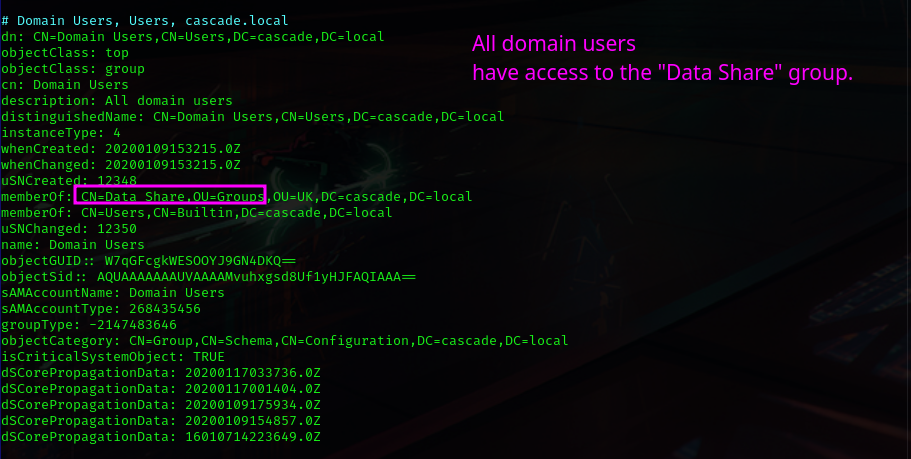 # Domain Users, Users, cascade.local
dn: CN=Domain Users,CN=Users,DC=cascade,DC=local
objectClass: top
objectClass: group
cn: Domain Users
description: All domain users
distinguishedName: CN=Domain Users,CN=Users,DC=cascade,DC=local
instanceType: 4
whenCreated: 20200109153215.0Z
whenChanged: 20200109153215.0Z
uSNCreated: 12348
memberOf: CN=Data Share,OU=Groups,OU=UK,DC=cascade,DC=local
memberOf: CN=Users,CN=Builtin,DC=cascade,DC=local
uSNChanged: 12350
name: Domain Users
objectGUID:: W7qGFcgkWESOOYJ9GN4DKQ==
objectSid:: AQUAAAAAAAUVAAAAMvuhxgsd8Uf1yHJFAQIAAA==
sAMAccountName: Domain Users
sAMAccountType: 268435456
groupType: -2147483646
objectCategory: CN=Group,CN=Schema,CN=Configuration,DC=cascade,DC=local
isCriticalSystemObject: TRUE
dSCorePropagationData: 20200117033736.0Z
dSCorePropagationData: 20200117001404.0Z
dSCorePropagationData: 20200109175934.0Z
dSCorePropagationData: 20200109154857.0Z
dSCorePropagationData: 16010714223649.0Z
All domain users
have access to the "Data Share" group.